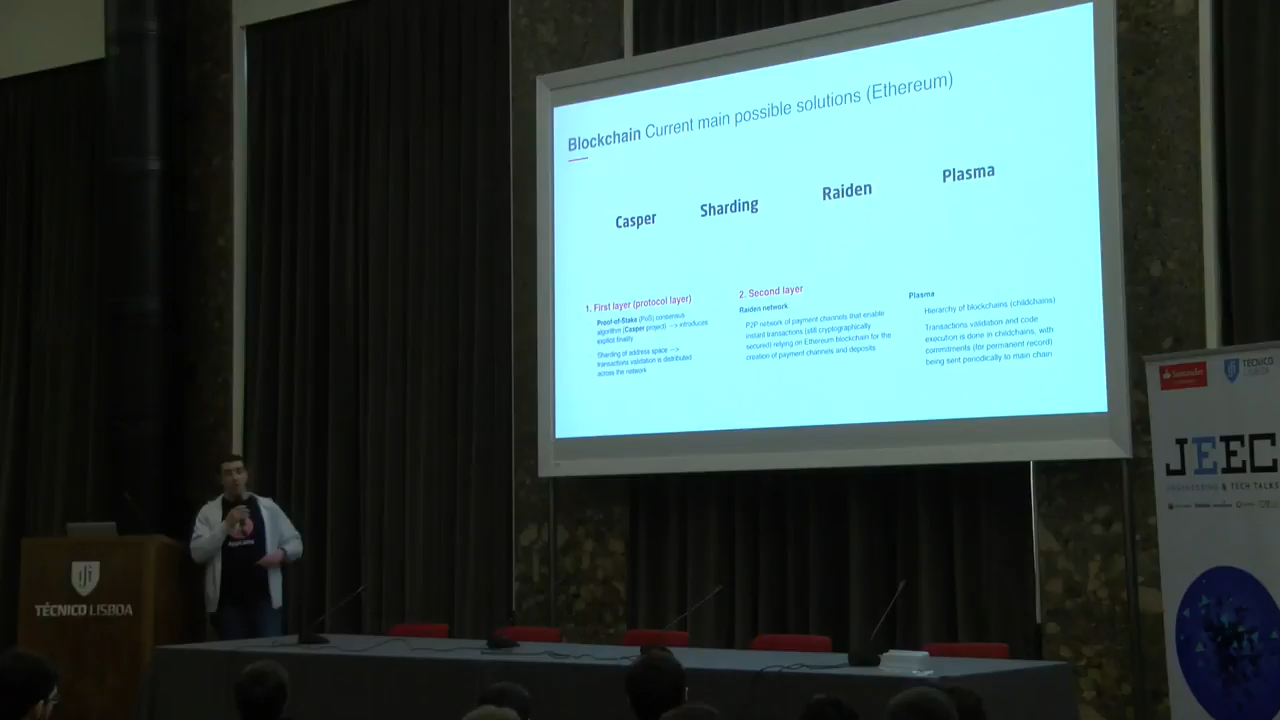 Blockchain Current main possible solutions (Ethereum)
Casper
Sharding
Raiden
Plasma
1. First layer (protocol layer)
Proof-of-Stake (PoS) consensus
algorithm (Casper project) --> introduces
explicit finality
Sharding of address space -->
transactions validation is distributed
across the network
2. Second layer
Raiden network
P2P network of payment channels that enable
instant transactions (still cryptographically
secured) relying on Ethereum blockchain for the
creation of payment channels and deposits
Plasma
Hierarchy of blockchains (childchains)
Transactions validation and code
execution is done in childchains, with
commitments (for permanent record)
being sent periodically to main chain
Santander
TÉCNICO
LISBOA
JEEC
ENGINEERING & TECH TALKS
TÉCNICO LISBOA